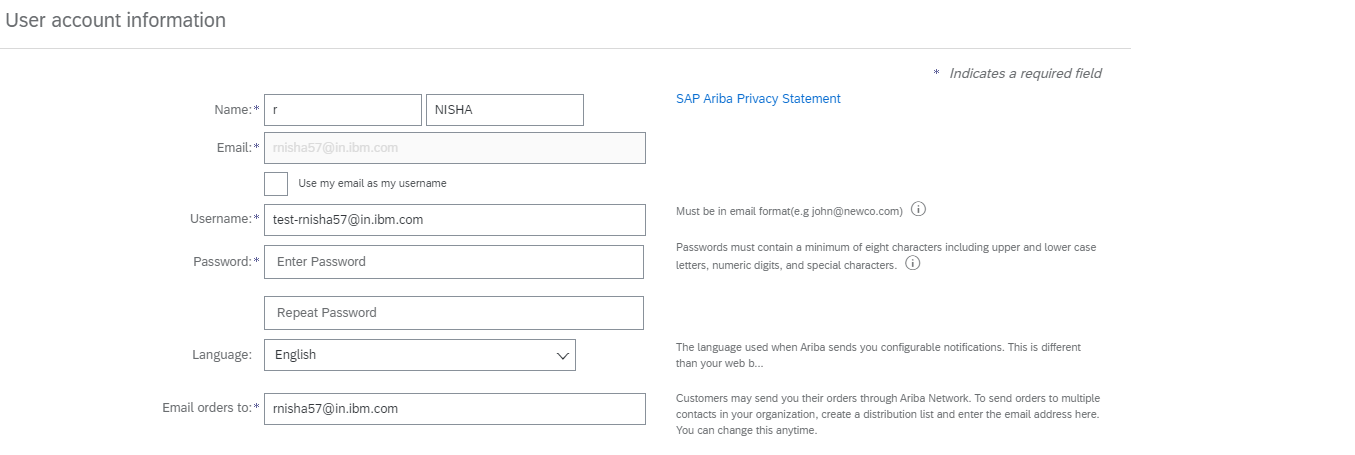 User account information
* Indicates a required field
Name:* r NISHA SAP Ariba Privacy Statement
Email:* rnisha57@in.ibm.com
Use my email as my username
Username:* test-rnisha57@in.ibm.com Must be in email format(e.g john@newco.com)
Password:* Enter Password Passwords must contain a minimum of eight characters including upper and lower case
letters, numeric digits, and special characters.
Repeat Password
Language: English The language used when Ariba sends you configurable notifications. This is different
than your web b...
Email orders to:* rnisha57@in.ibm.com Customers may send you their orders through Ariba Network. To send orders to multiple
contacts in your organization, create a distribution list and enter the email address here.
You can change this anytime.